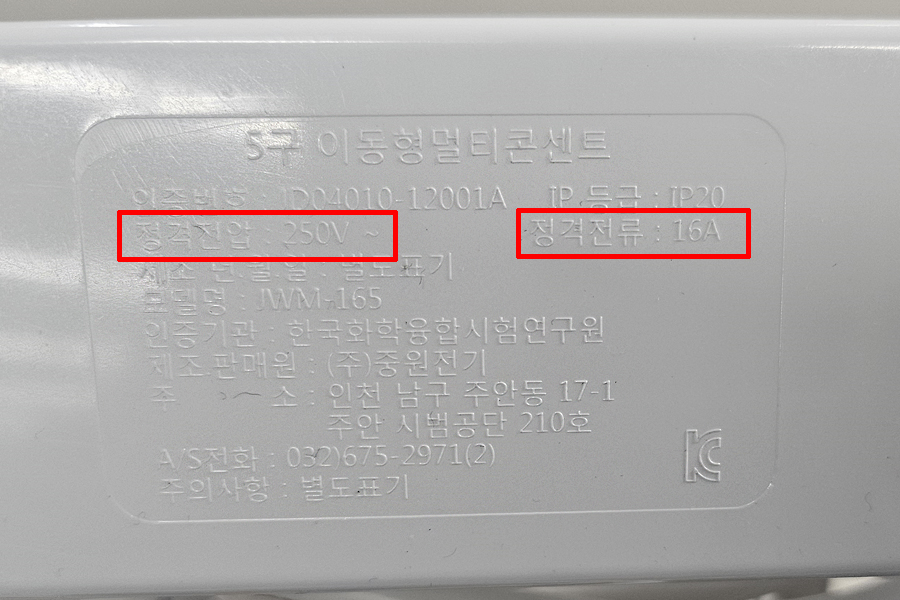 5구 이동형멀티콘센트
인증번호 : JD04010-12001A IP 등급 : IP20
정격전압 : 250V ~ 정격전류 : 16A
제조 년 월 일 : 별도표기
모델명 : JWM-165
인증기관 : 한국화학융합시험연구원
제조.판매원 : (주)중원전기
주 소 : 인천 남구 주안동 17-1
주안 시범공단 210호
A/S전화 : 032)675-2971(2)
주의사항 : 별도표기
KC